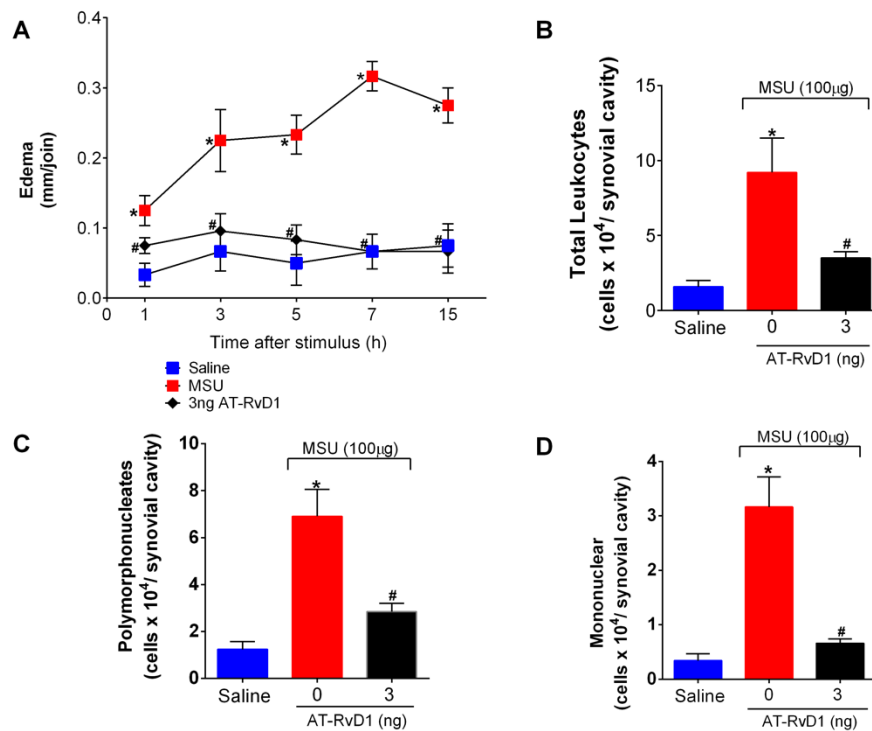 A
0.4
0.3
0.2
0.1
0.0
Edema
(mm/join)
*
*
*
*
*
#
#
#
#
#
0
1
3
5
7
15
Time after stimulus (h)
Saline
MSU
3ng AT-RvD1
B
MSU (100µg)
15
10
5
0
Total Leukocytes
(cells x 10⁴/ synovial cavity)
*
#
Saline
0
3
AT-RvD1 (ng)
C
MSU (100µg)
10
8
6
4
2
0
Polymorphonucleates
(cells x 10⁴/ synovial cavity)
*
#
Saline
0
3
AT-RvD1 (ng)
D
MSU (100µg)
4
3
2
1
0
Mononuclear
(cells x 10⁴/ synovial cavity)
*
#
Saline
0
3
AT-RvD1 (ng)